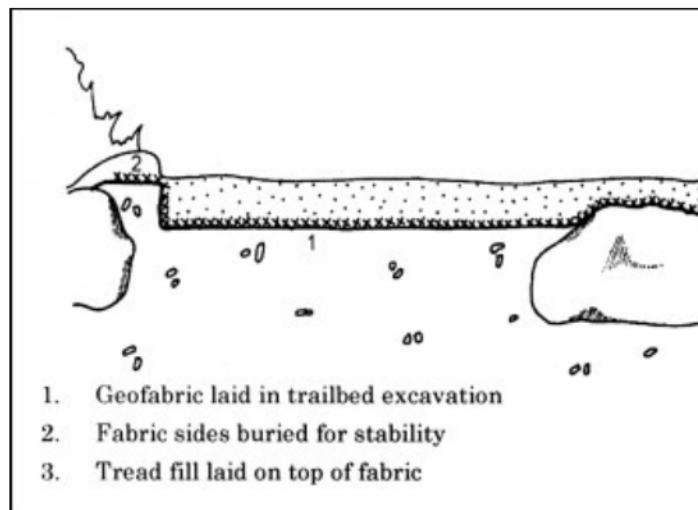 2
1
1. Geofabric laid in trailbed excavation
2. Fabric sides buried for stability
3. Tread fill laid on top of fabric